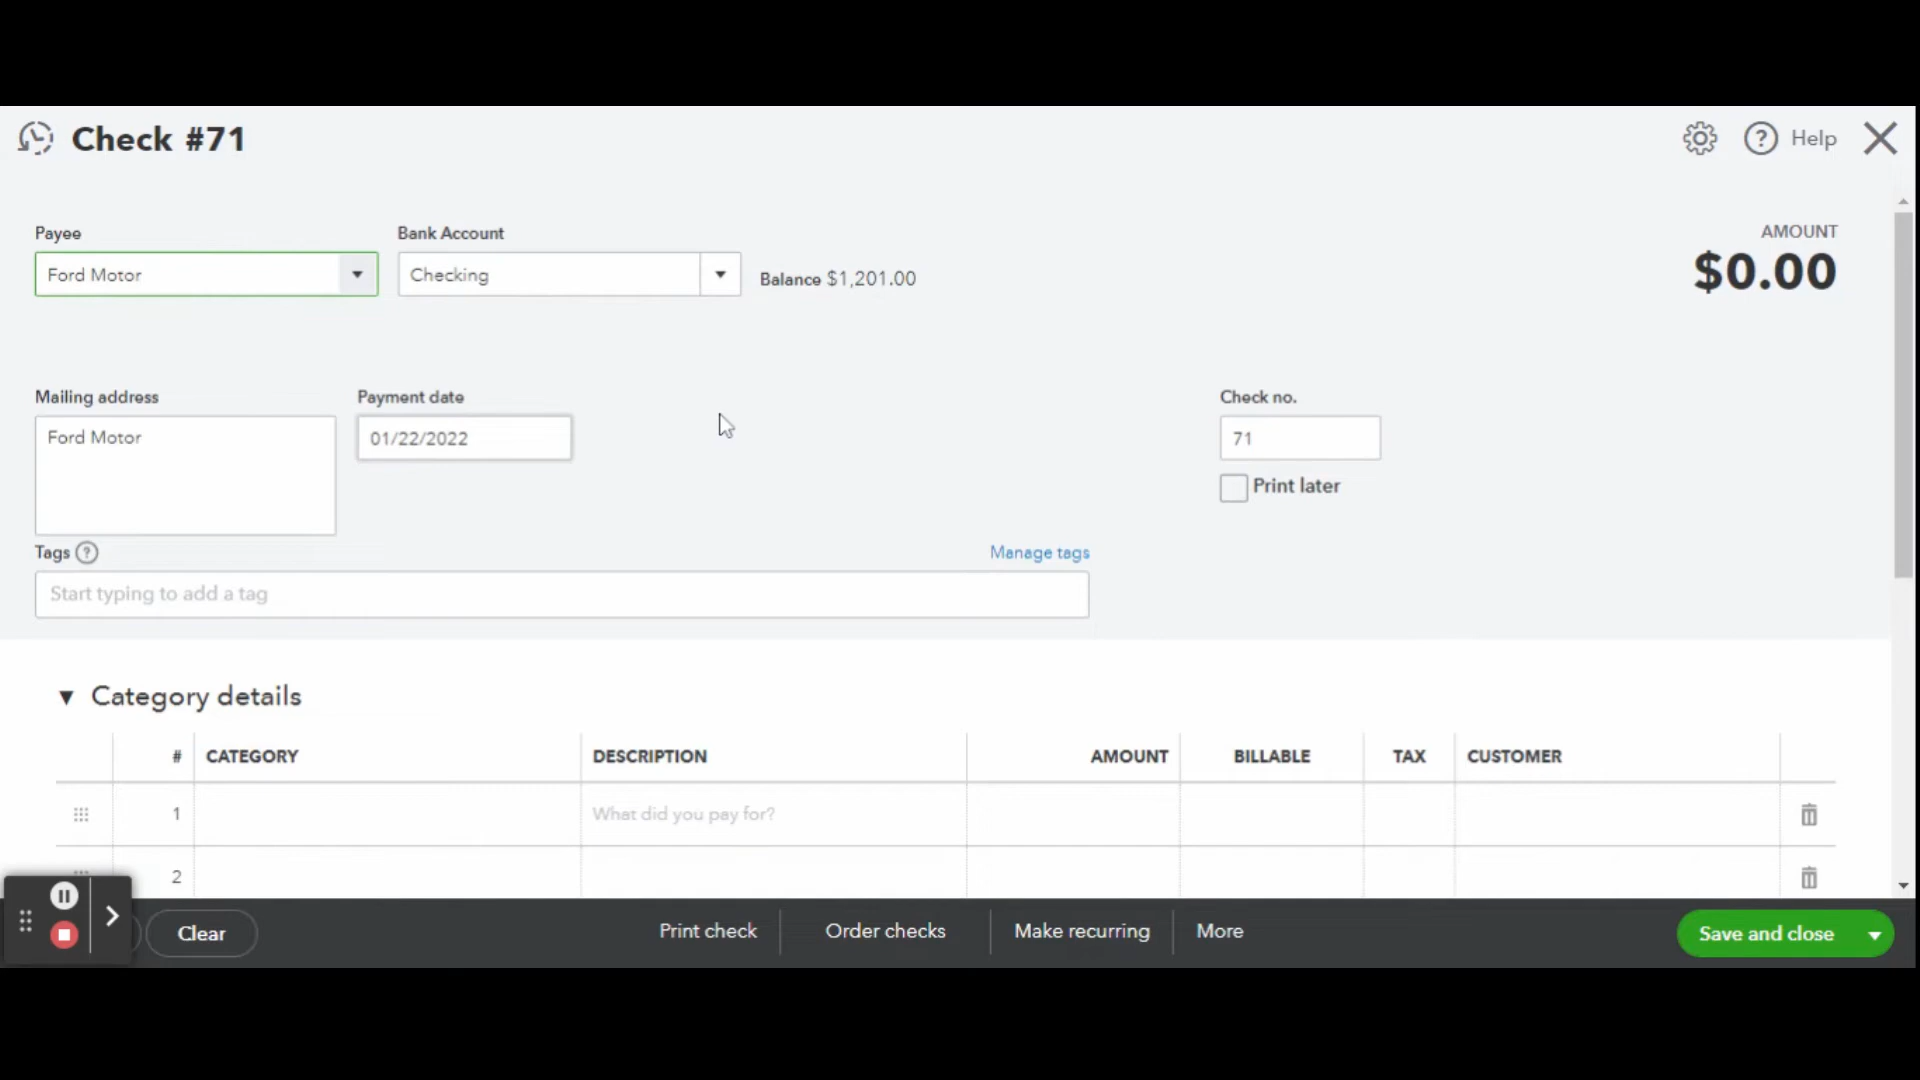 Check #71
? Help
Payee
Bank Account
AMOUNT
Ford Motor
Checking
Balance $1,201.00
$0.00
Mailing address
Payment date
Check no.
Ford Motor
01/22/2022
71
Print later
Tags ?
Manage tags
Start typing to add a tag
Category details
# CATEGORY DESCRIPTION AMOUNT BILLABLE TAX CUSTOMER
1 What did you pay for?
2
Clear
Print check
Order checks
Make recurring
More
Save and close